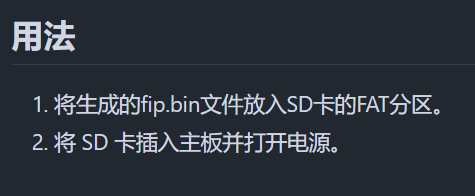 用法
1. 将生成的fip.bin文件放入SD卡的FAT分区。
2. 将 SD 卡插入主板并打开电源。